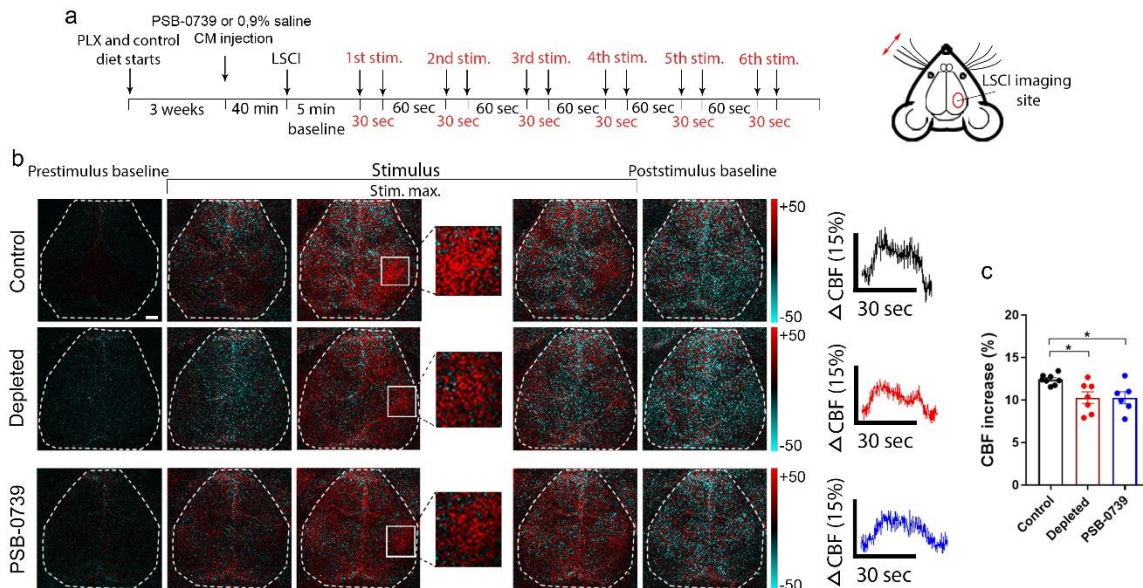 a
PLX and control
diet starts
PSB-0739 or 0,9% saline
CM injection
LSCI
1st stim.
2nd stim.
3rd stim.
4th stim.
5th stim.
6th stim.
3 weeks
40 min
5 min
baseline
60 sec
60 sec
60 sec
60 sec
60 sec
30 sec
30 sec
30 sec
30 sec
30 sec
30 sec
LSCI imaging
site
b
Prestimulus baseline
Stimulus
Stim. max.
Poststimulus baseline
Control
+50
-50
Δ CBF (15%)
30 sec
Depleted
+50
-50
Δ CBF (15%)
30 sec
PSB-0739
+50
-50
Δ CBF (15%)
30 sec
c
CBF increase (%)
20
15
10
5
0
*
*
Control
Depleted
PSB-0739